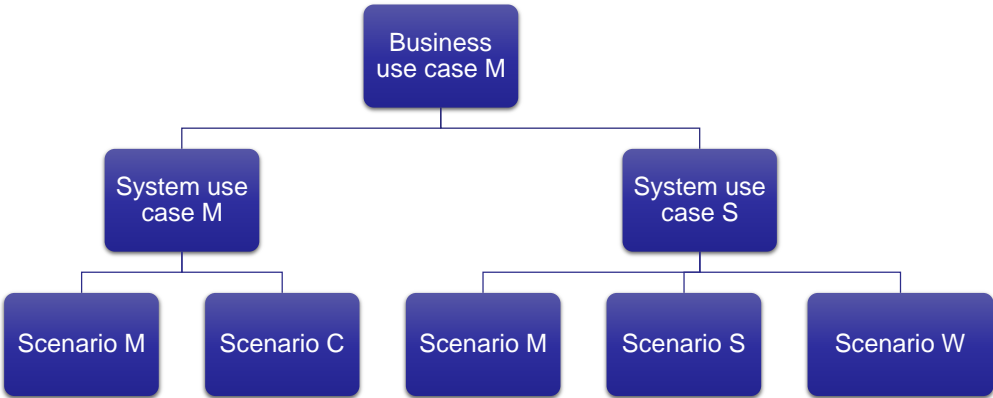 Business
use case M
System use
case M
System use
case S
Scenario M
Scenario C
Scenario M
Scenario S
Scenario W